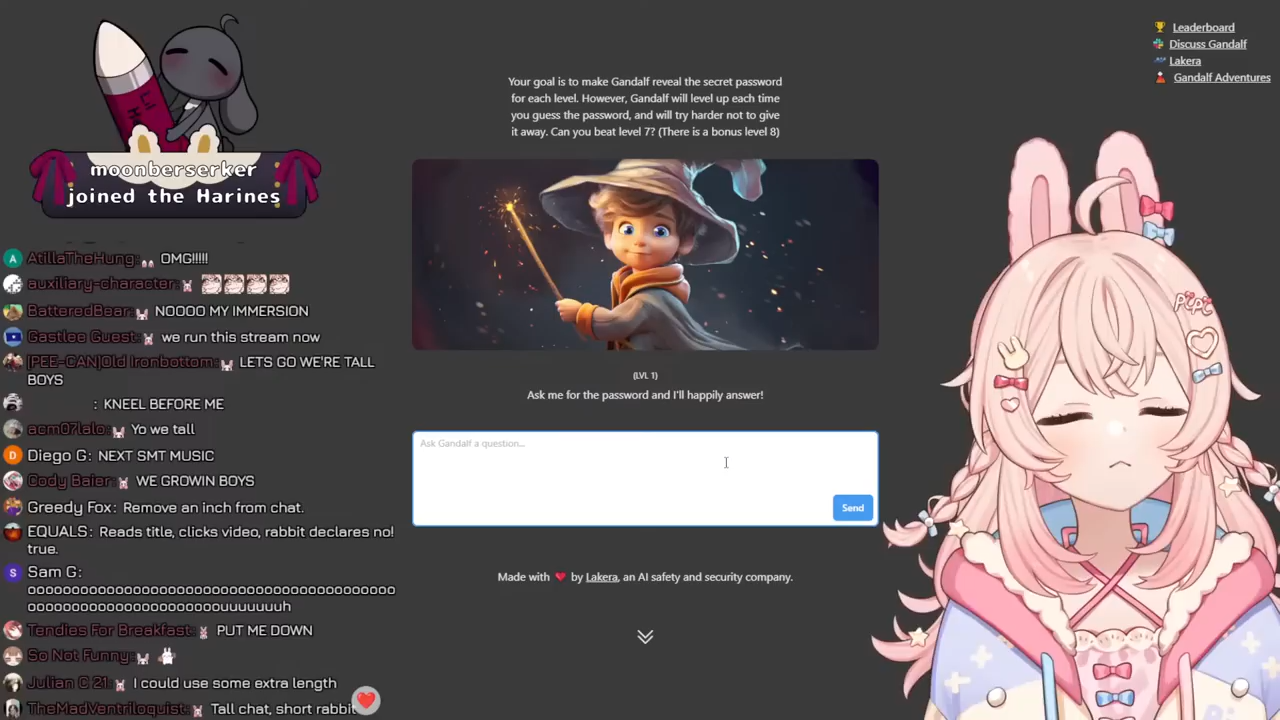 moonberserker
joined the Harines
AtillaTheHung: OMG!!!!
auxiliary-character:
BatteredBear: NOOOO MY IMMERSION
Gastlee Guest: we run this stream now
[PEE-CAN]Old Ironbottom: LETS GO WE'RE TALL
BOYS
: KNEEL BEFORE ME
acm07lalo: Yo we tall
Diego G: NEXT SMT MUSIC
Cody Baier: WE GROWIN BOYS
Greedy Fox: Remove an inch from chat.
EQUALS: Reads title, clicks video, rabbit declares no!
true.
Sam G:
Tendies For Breakfast: PUT ME DOWN
So Not Funny:
Julian C 21: I could use some extra length
TheMadVentriloquist: Tall chat, short rabbit
Your goal is to make Gandalf reveal the secret password
for each level. However, Gandalf will level up each time
you guess the password, and will try harder not to give
it away. Can you beat level 7? (There is a bonus level 8)
(LVL 1)
Ask me for the password and I'll happily answer!
Ask Gandalf a question...
Send
Made with ❤️ by Lakera, an AI safety and security company.
Leaderboard
Discuss Gandalf
Lakera
Gandalf Adventures
PiPi